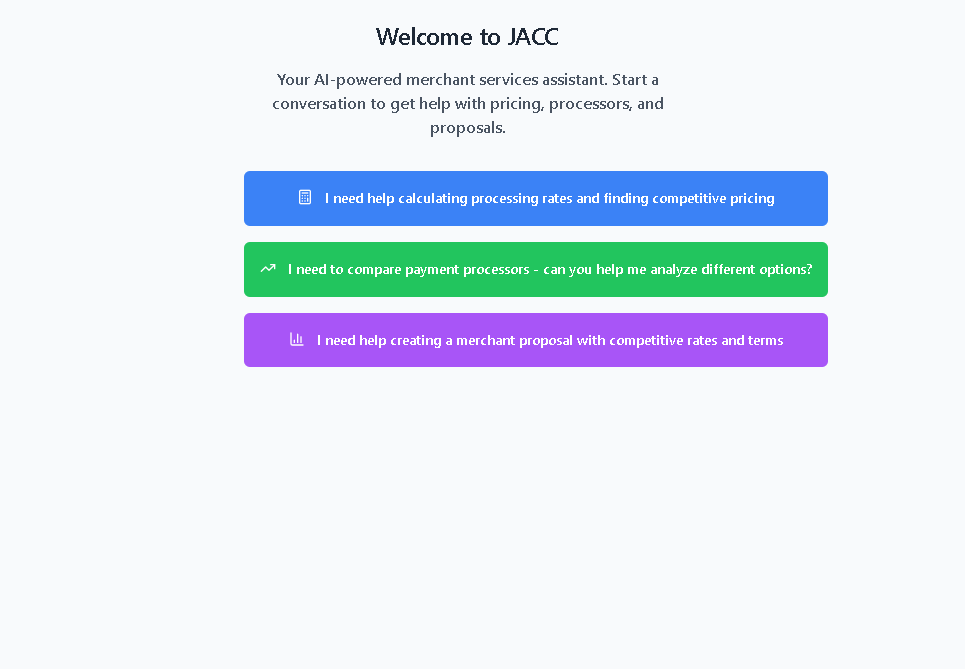 Welcome to JACC
Your AI-powered merchant services assistant. Start a
conversation to get help with pricing, processors, and
proposals.
I need help calculating processing rates and finding competitive pricing
I need to compare payment processors - can you help me analyze different options?
I need help creating a merchant proposal with competitive rates and terms